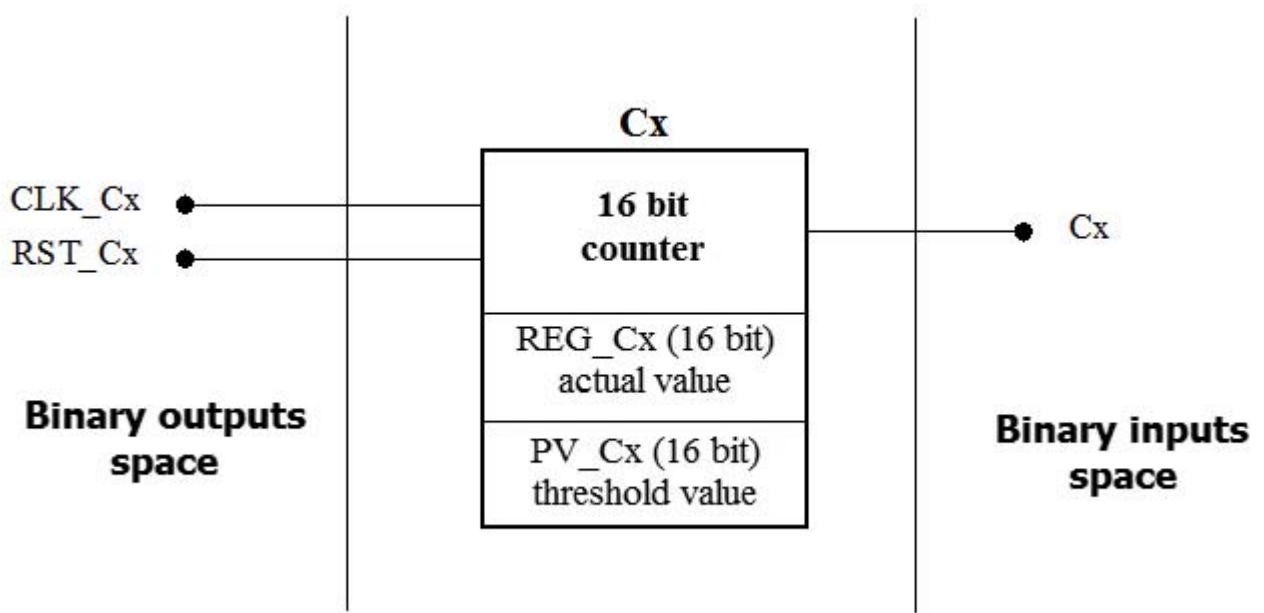 Cx
CLK_Cx
RST_Cx
16 bit
counter
Cx
REG_Cx (16 bit)
actual value
PV_Cx (16 bit)
threshold value
Binary outputs
space
Binary inputs
space